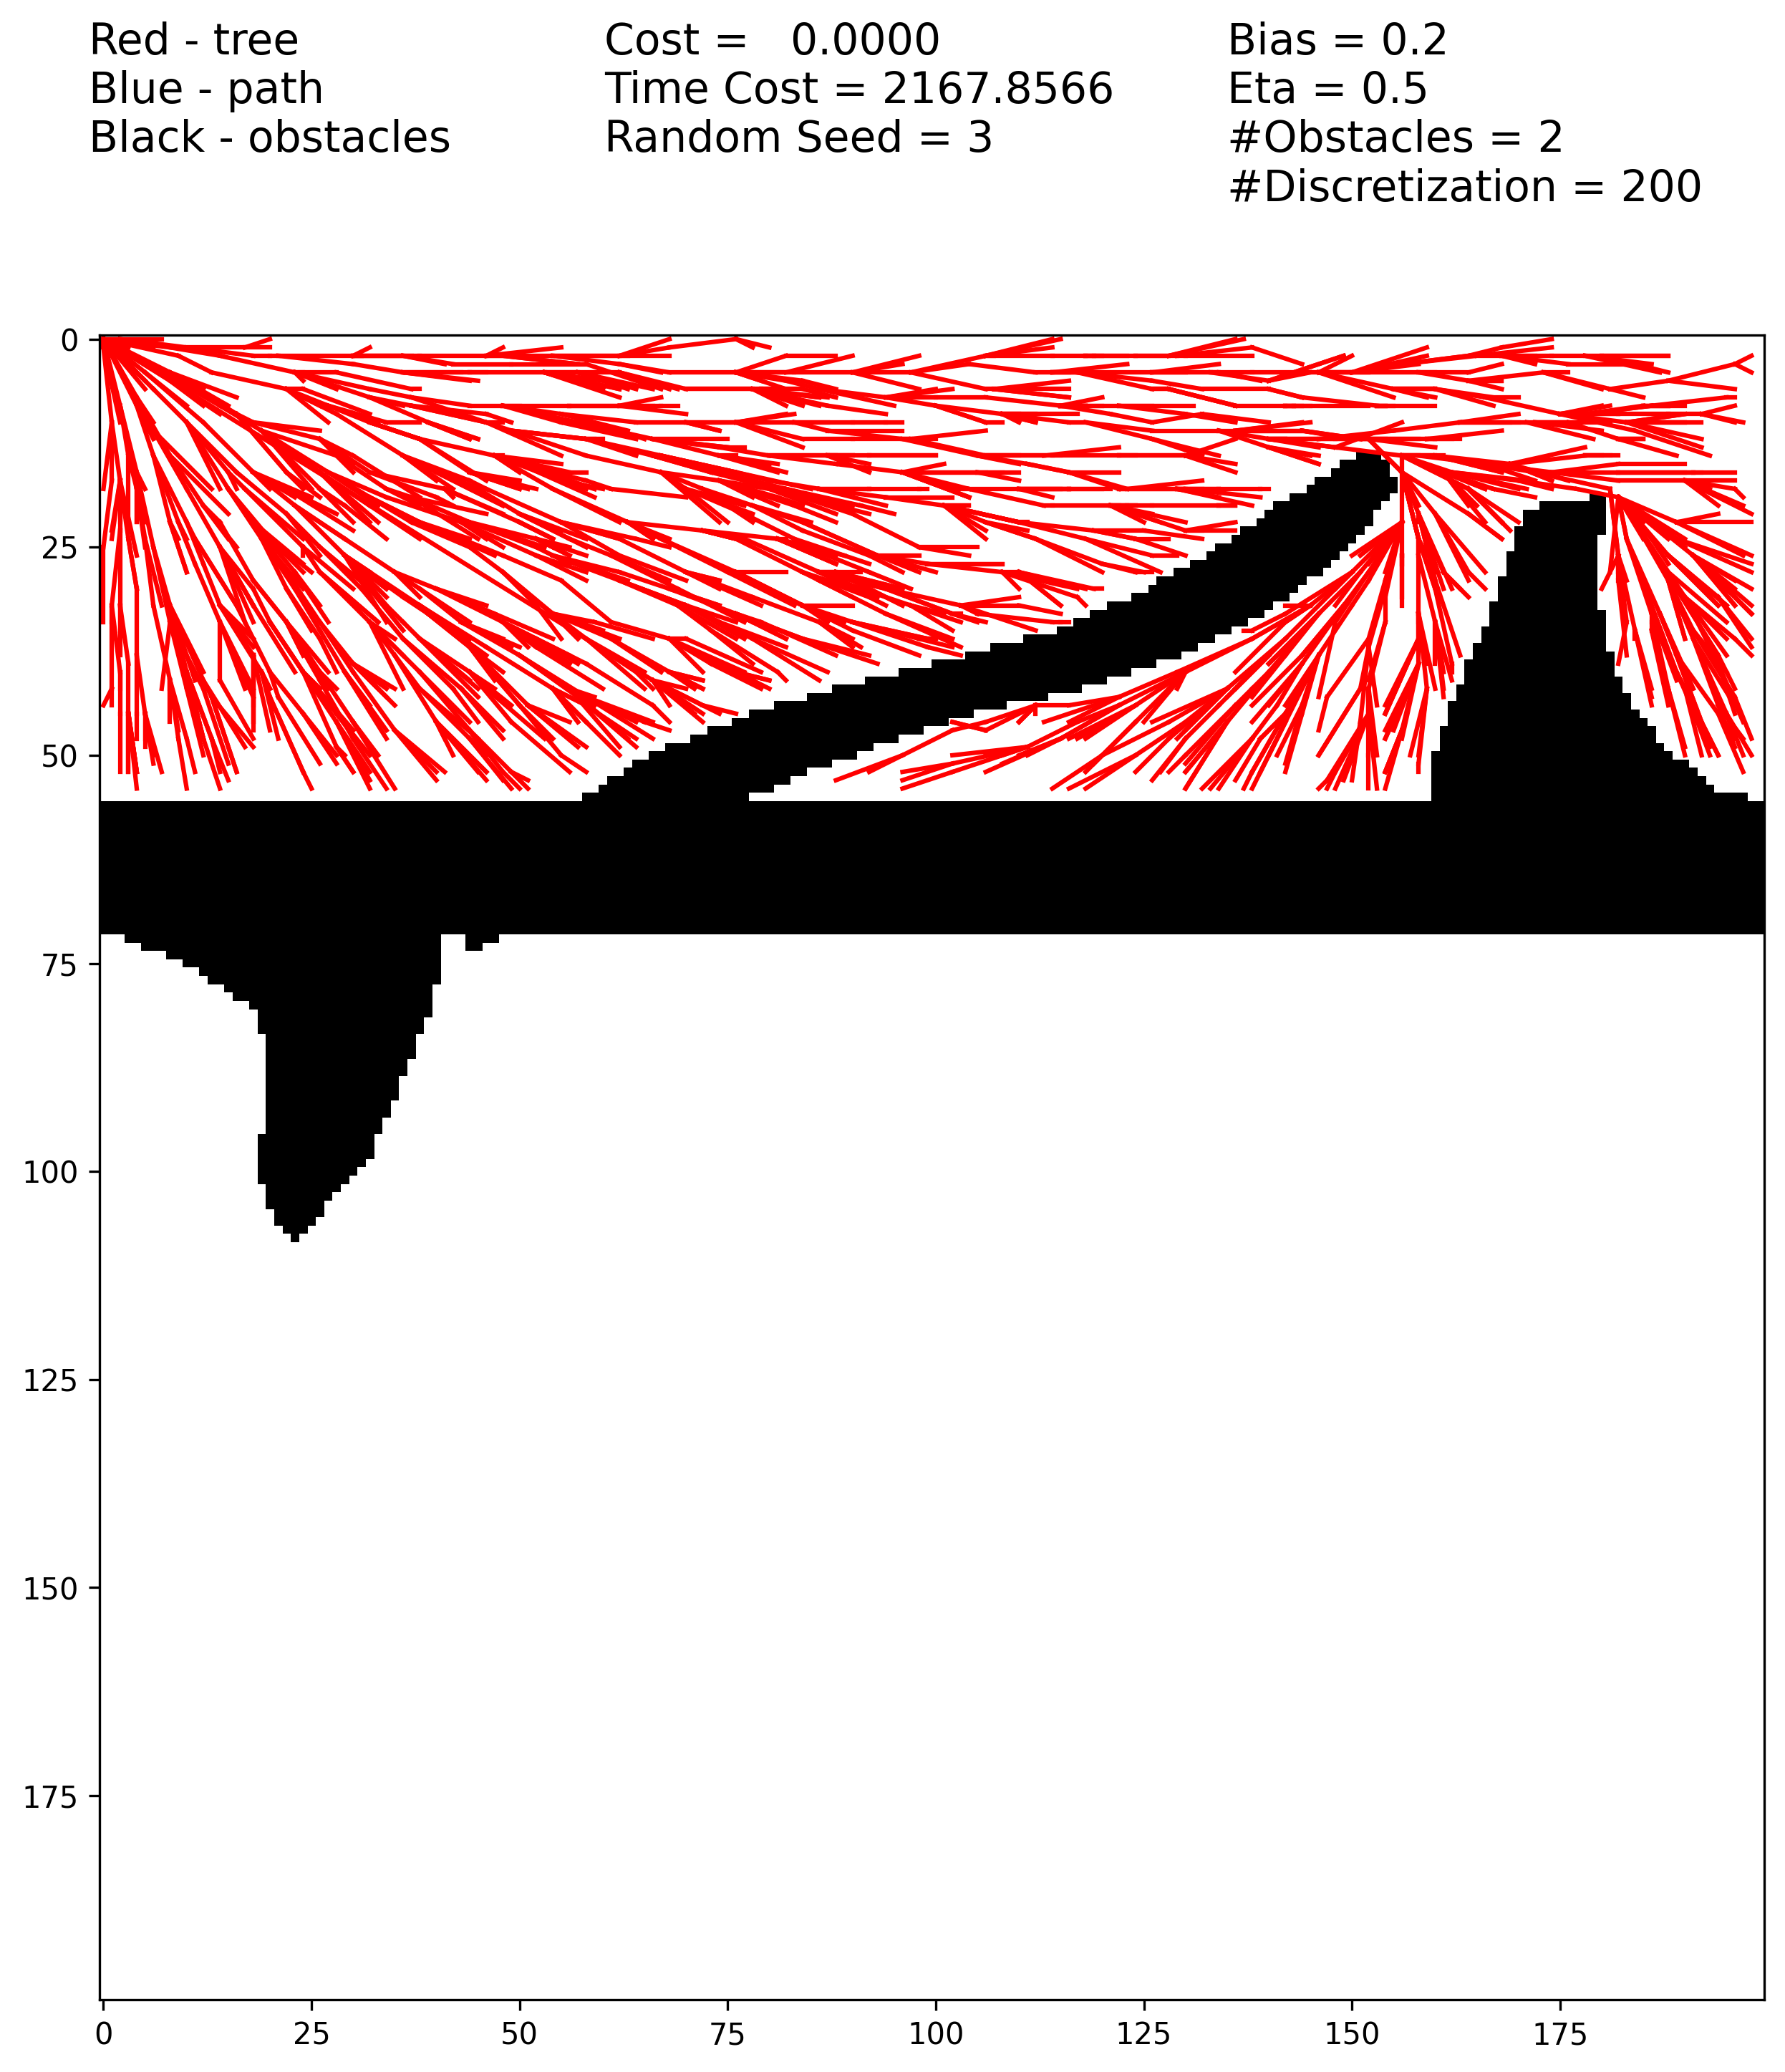 Red - tree
Blue - path
Black - obstacles
Cost =   0.0000
Time Cost = 2167.8566
Random Seed = 3
Bias = 0.2
Eta = 0.5
#Obstacles = 2
#Discretization = 200
0
25
50
75
100
125
150
175
0
25
50
75
100
125
150
175